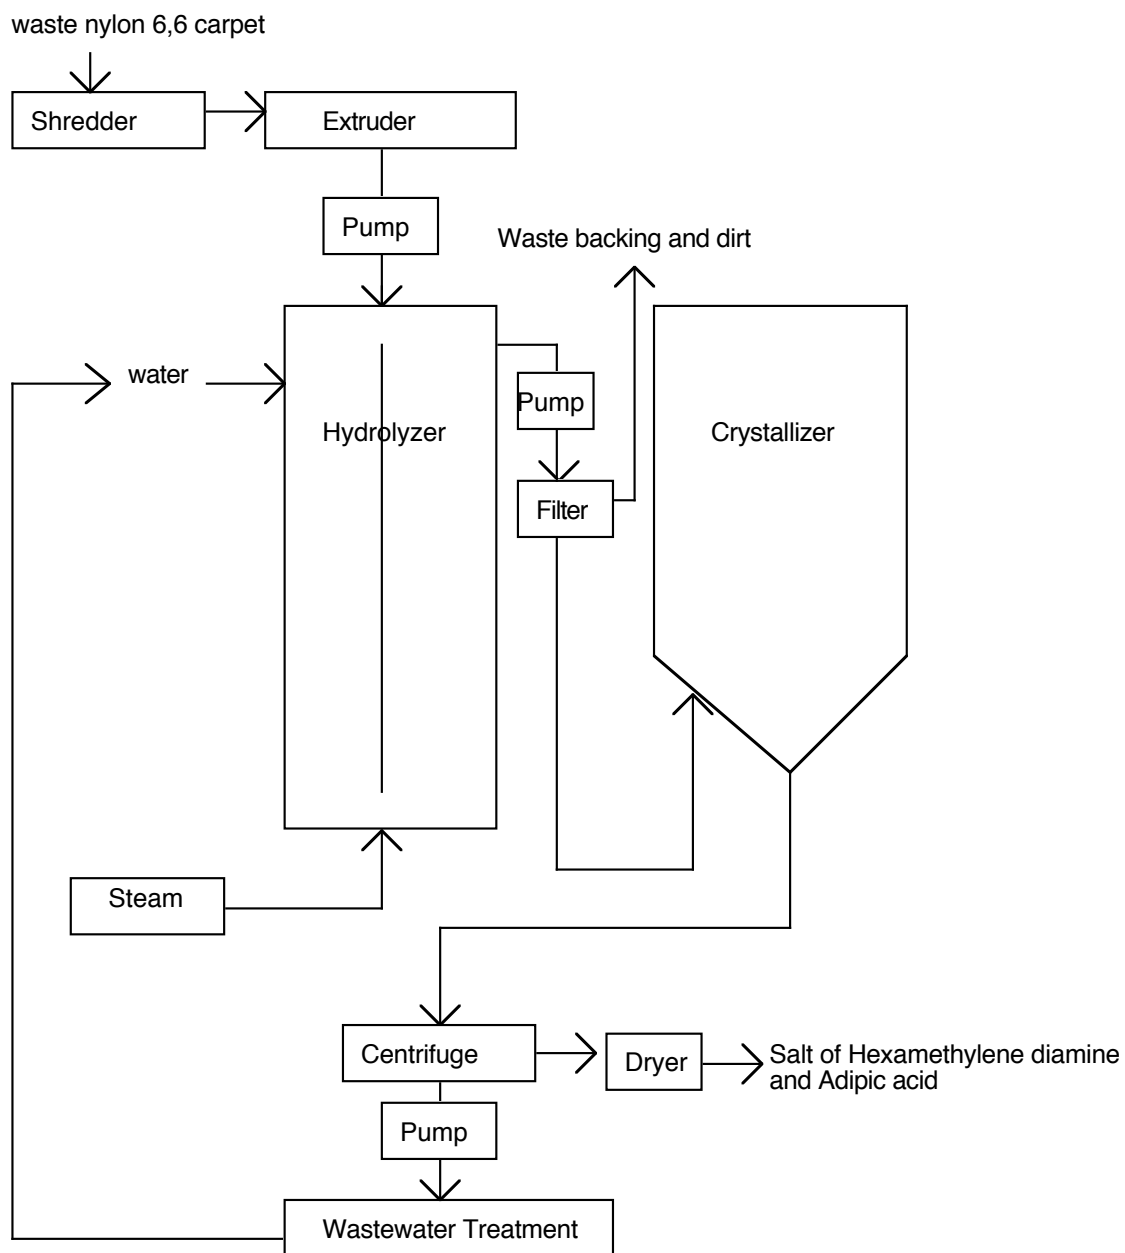 waste nylon 6,6 carpet
Shredder
Extruder
Pump
Waste backing and dirt
water
Pump
Hydrolyzer
Crystallizer
Filter
Steam
Centrifuge
Dryer
Salt of Hexamethylene diamine
and Adipic acid
Pump
Wastewater Treatment